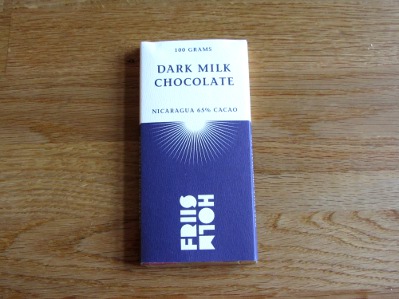 100 GRAMS
DARK MILK
CHOCOLATE
NICARAGUA 65% CACAO
FRIIS
HOLM